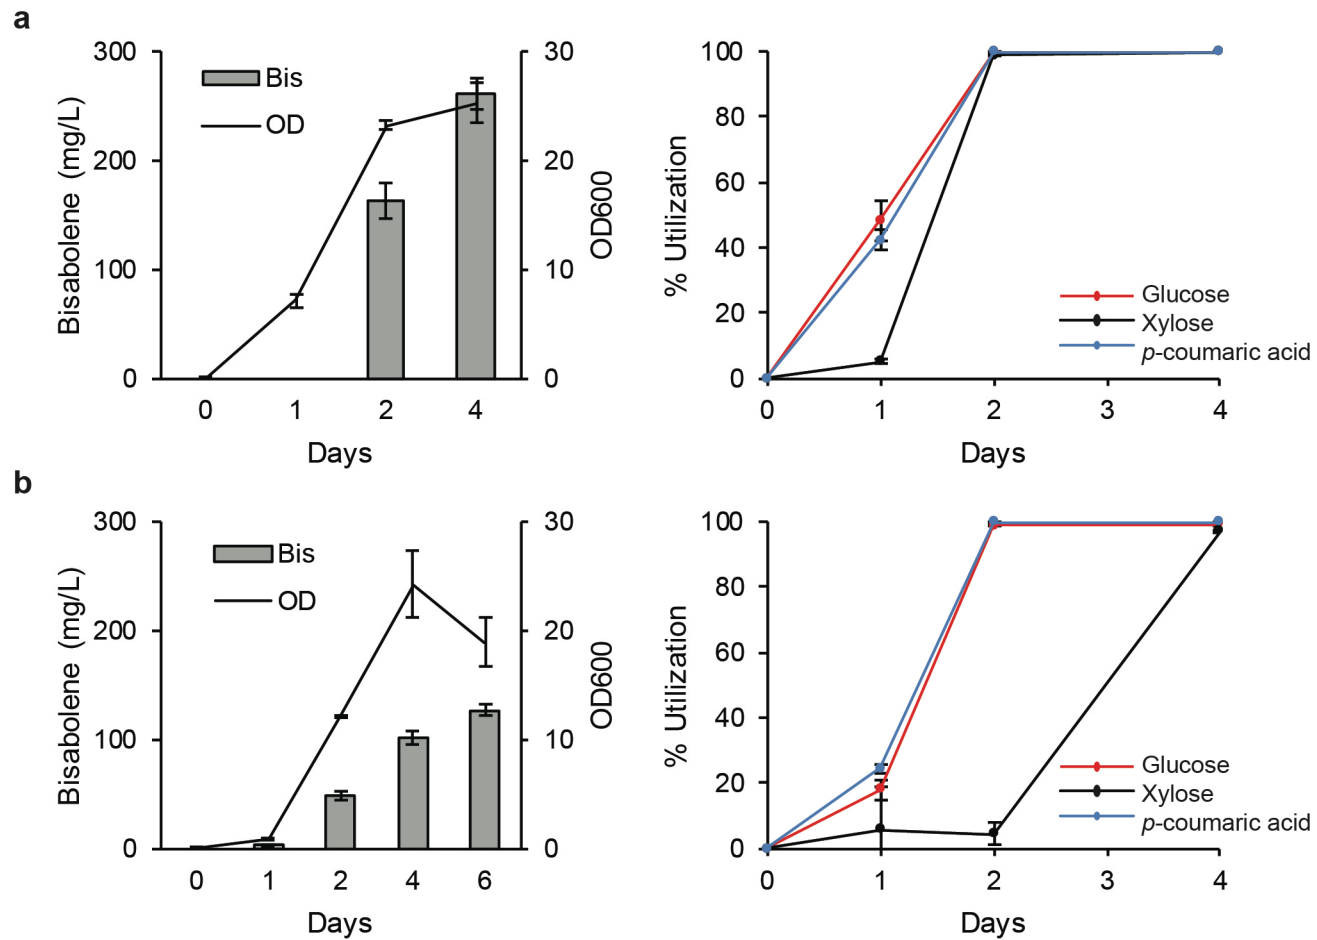 a
300
200
100
0
Bisabolene (mg/L)
Bis
OD
30
20
10
0
OD600
0 1 2 4
Days
100
80
60
40
20
0
% Utilization
Glucose
Xylose
p-coumaric acid
0 1 2 3 4
Days
b
300
200
100
0
Bisabolene (mg/L)
Bis
OD
30
20
10
0
OD600
0 1 2 4 6
Days
100
80
60
40
20
0
% Utilization
Glucose
Xylose
p-coumaric acid
0 1 2 3 4
Days